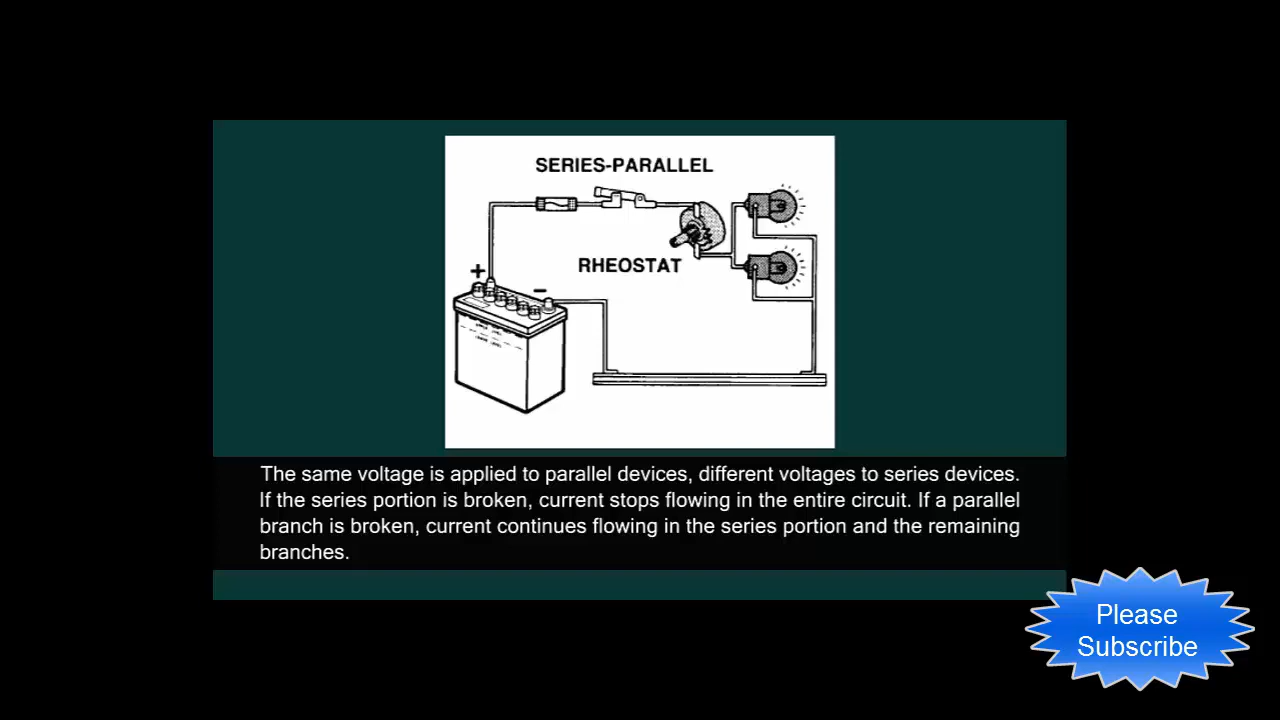 SERIES-PARALLEL
RHEOSTAT
+
−
The same voltage is applied to parallel devices, different voltages to series devices.
If the series portion is broken, current stops flowing in the entire circuit. If a parallel
branch is broken, current continues flowing in the series portion and the remaining
branches.
Please
Subscribe